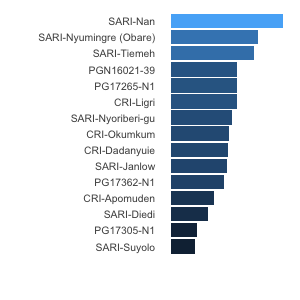 SARI-Nan
SARI-Nyumingre (Obare)
SARI-Tiemeh
PGN16021-39
PG17265-N1
CRI-Ligri
SARI-Nyoriberi-gu
CRI-Okumkum
CRI-Dadanyuie
SARI-Janlow
PG17362-N1
CRI-Apomuden
SARI-Diedi
PG17305-N1
SARI-Suyolo